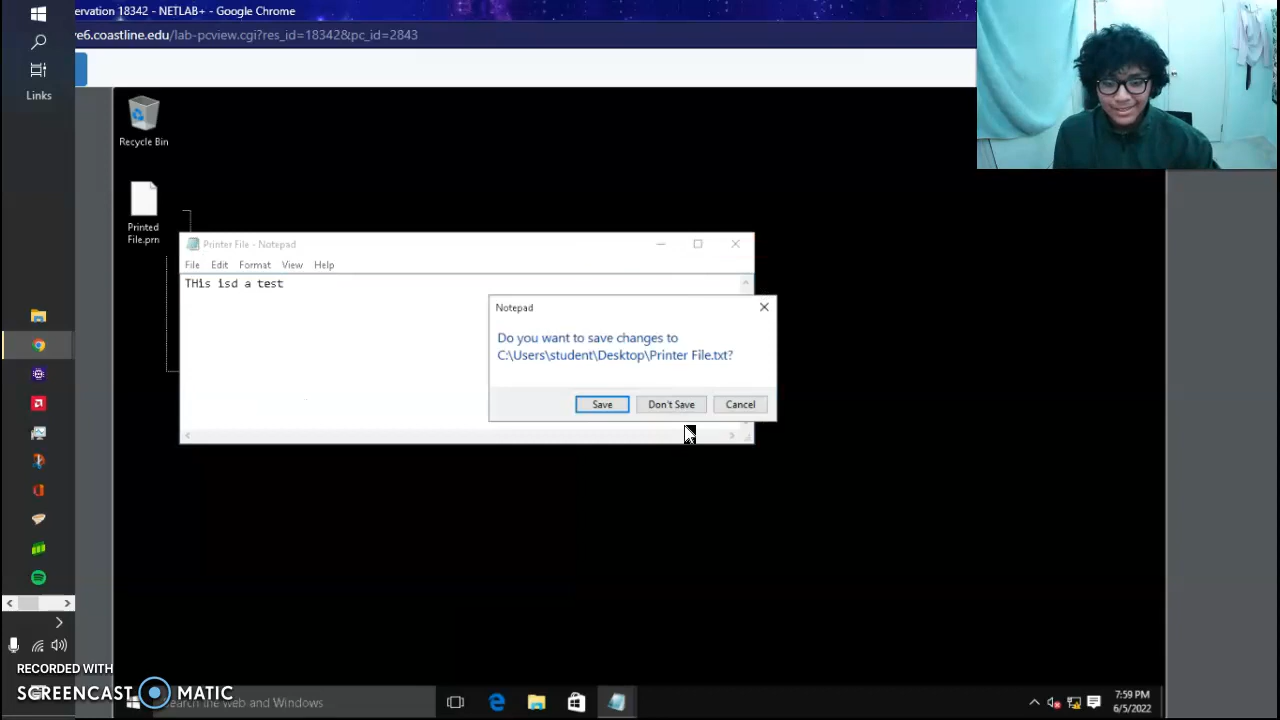 ervation 18342 - NETLAB+ - Google Chrome
ve6.coastline.edu/lab-pcview.cgi?res_id=18342&pc_id=2843
Links
Recycle Bin
Printed
File.prn
Printer File - Notepad
File Edit Format View Help
THis isd a test
Notepad
Do you want to save changes to
C:\Users\student\Desktop\Printer File.txt?
Save Don't Save Cancel
RECORDED WITH
SCREENCAST MATIC
earch the web and Windows
7:59 PM
6/5/2022